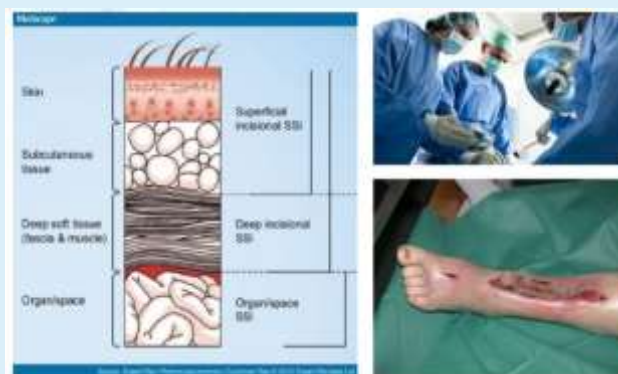 Medscape
Skin
Superficial
incisional SSI
Subcutaneous
tissue
Deep soft tissue
(fascia & muscle)
Deep incisional
SSI
Organ/space
Organ/space
SSI